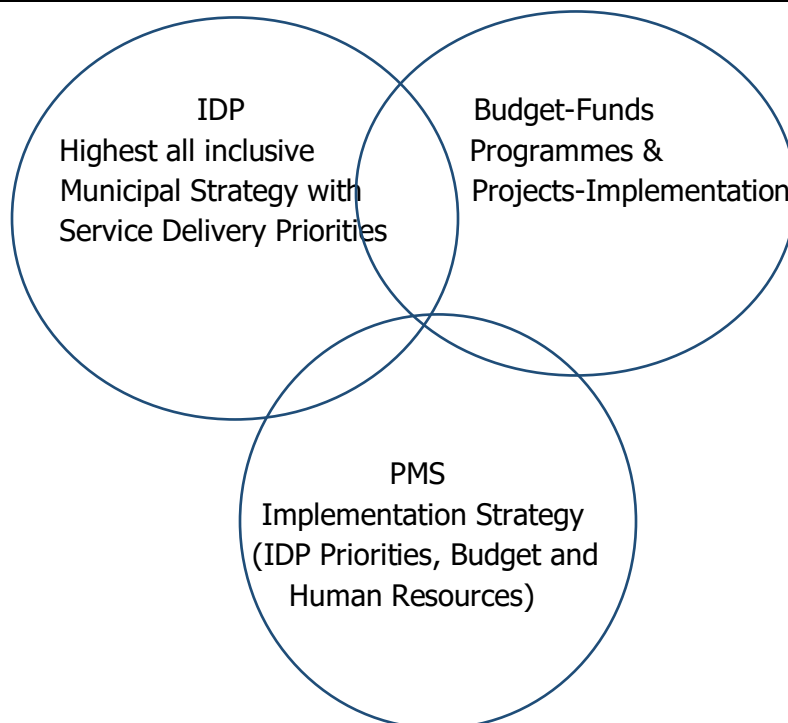 IDP
Highest all inclusive
Municipal Strategy with
Service Delivery Priorities
Budget-Funds
Programmes &
Projects-Implementation
PMS
Implementation Strategy
(IDP Priorities, Budget and
Human Resources)